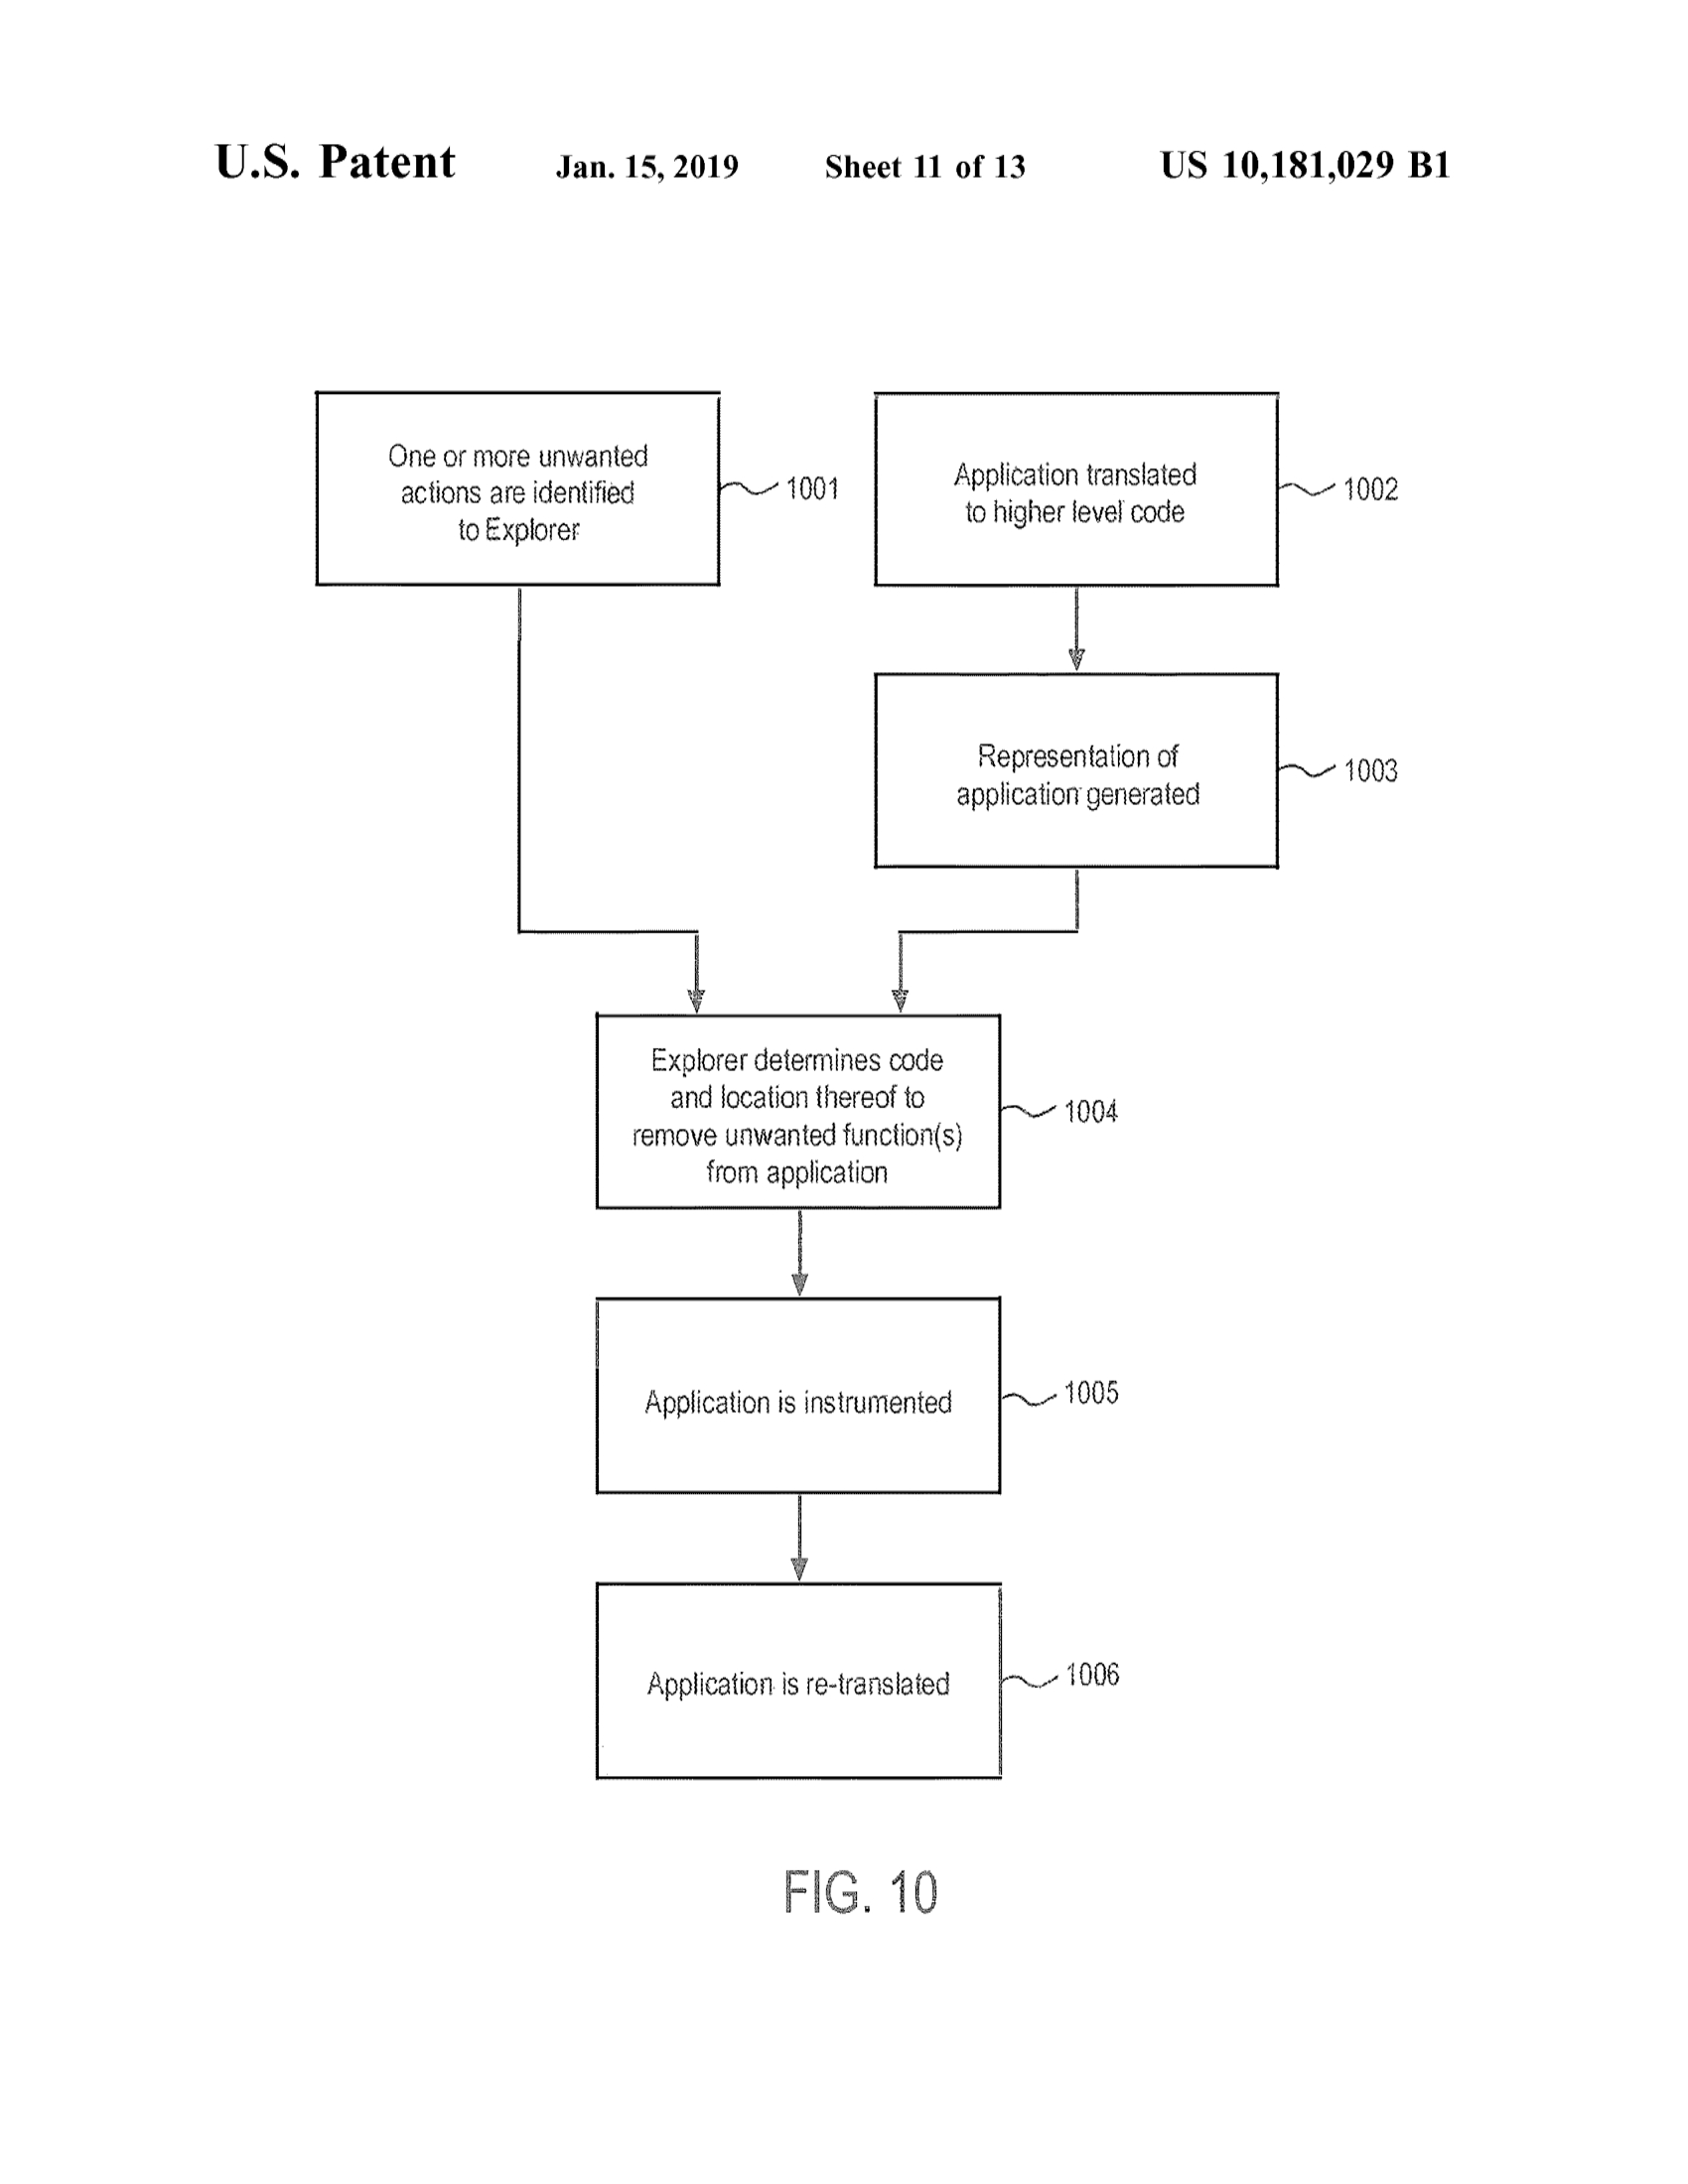 U.S. Patent Jan. 15, 2019 Sheet 11 of 13 US 10,181,029 B1
One or more unwanted
actions are identified
to Explorer
1001
Application translated
to higher level code
1002
Representation of
application generated
1003
Explorer determines code
and location thereof to
remove unwanted function(s)
from application
1004
Application is instrumented
1005
Application is re-translated
1006
FIG. 10